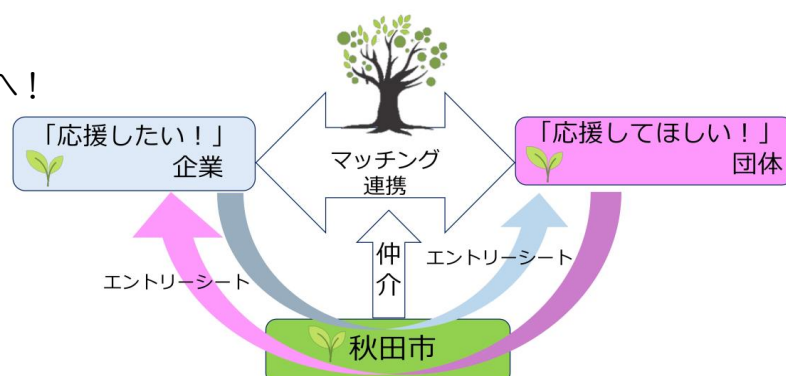 ！
「応援したい！」
企業
マッチング
連携
「応援してほしい！」
団体
エントリーシート
仲介
エントリーシート
秋田市